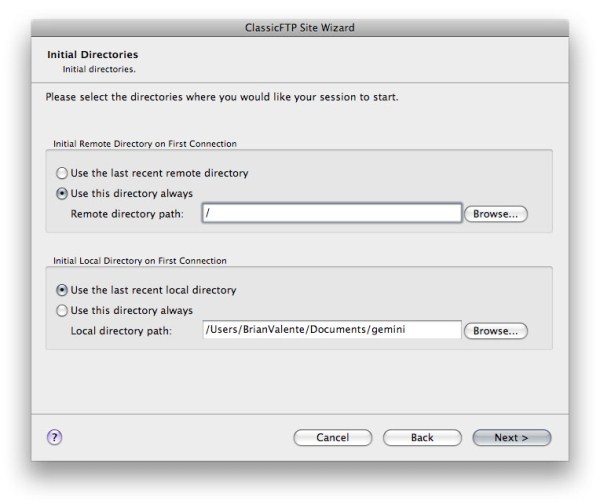 ClassicFTP Site Wizard
Initial Directories
Initial directories.
Please select the directories where you would like your session to start.
Initial Remote Directory on First Connection
Use the last recent remote directory
Use this directory always
Remote directory path: / Browse...
Initial Local Directory on First Connection
Use the last recent local directory
Use this directory always
Local directory path: /Users/BrianValente/Documents/gemini Browse...
? Cancel Back Next >